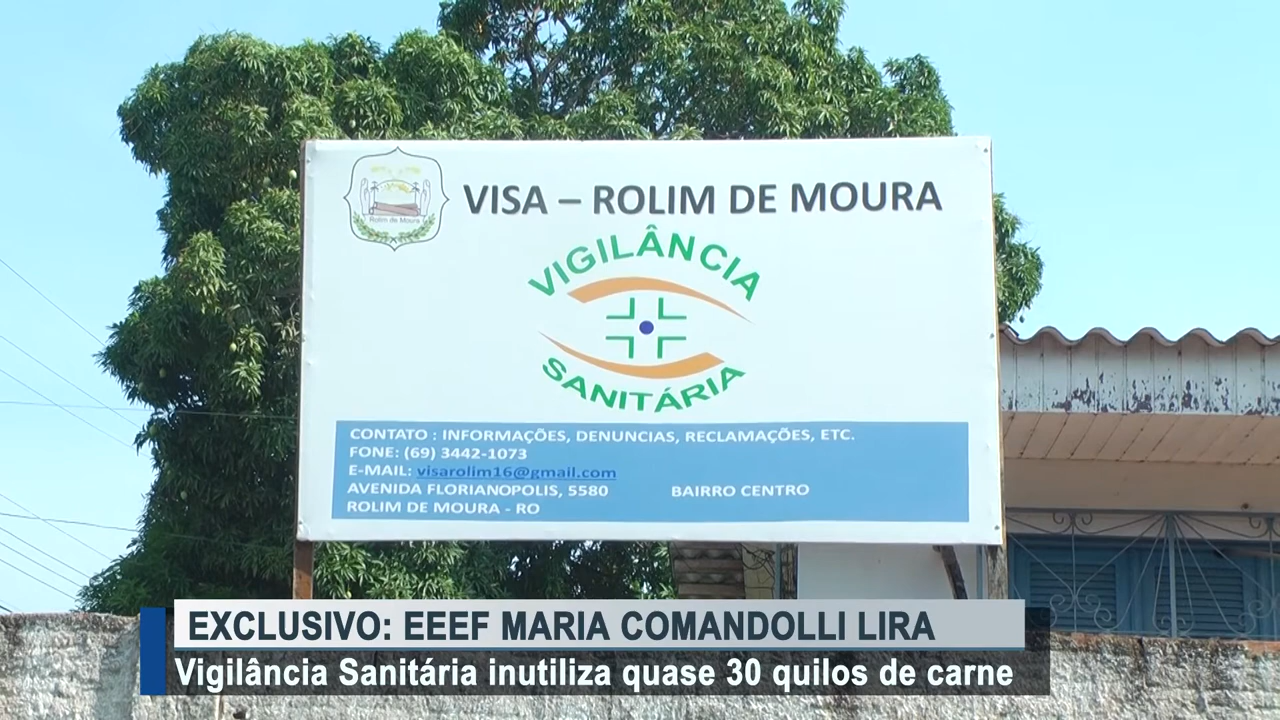 VISA – ROLIM DE MOURA
Rolim de Moura
VIGILÂNCIA
SANITÁRIA
CONTATO : INFORMAÇÕES, DENUNCIAS, RECLAMAÇÕES, ETC.
FONE: (69) 3442-1073
E-MAIL: visarolim16@gmail.com
AVENIDA FLORIANOPOLIS, 5580 BAIRRO CENTRO
ROLIM DE MOURA - RO
EXCLUSIVO: EEEF MARIA COMANDOLLI LIRA
Vigilância Sanitária inutiliza quase 30 quilos de carne